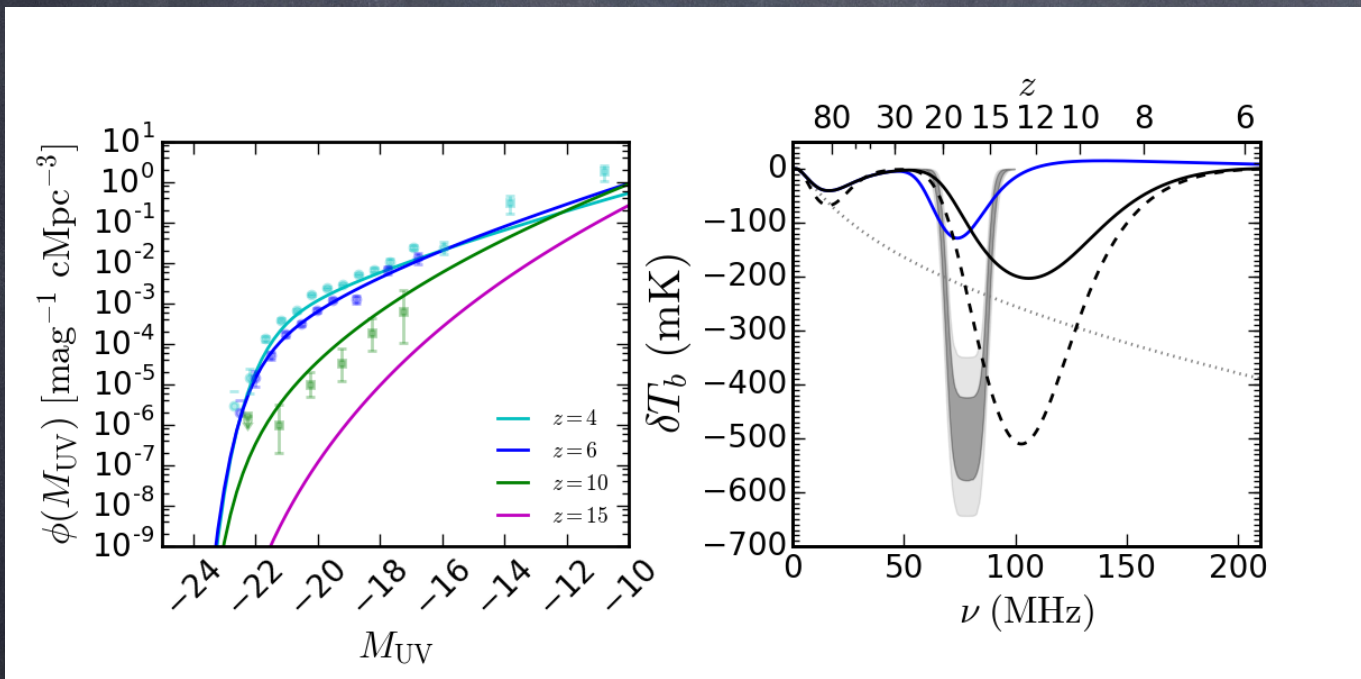 10^1
10^0
10^-1
10^-2
10^-3
10^-4
10^-5
10^-6
10^-7
10^-8
10^-9
ϕ(M_UV) [mag^-1 cMpc^-3]
z = 4
z = 6
z = 10
z = 15
−24 −22 −20 −18 −16 −14 −12 −10
M_UV
z
80 30 20 15 12 10 8 6
0
−100
−200
−300
−400
−500
−600
−700
δT_b (mK)
0 50 100 150 200
ν (MHz)